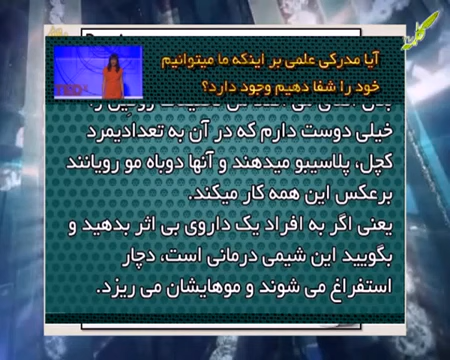 آیا مدرکی علمی بر اینکه ما میتوانیم
خود را شفا دهیم وجود دارد؟
خیلی دوست دارم که در آن به تعدادیمرد
کچل، پلاسیبو میدهند و آنها دوباه مو رویانند
برعکس این همه کار میکند.
یعنی اگر به افراد یک داروی بی اثر بدهید و
بگویید این شیمی درمانی است، دچار
استفراغ می شوند و موهایشان می ریزد.